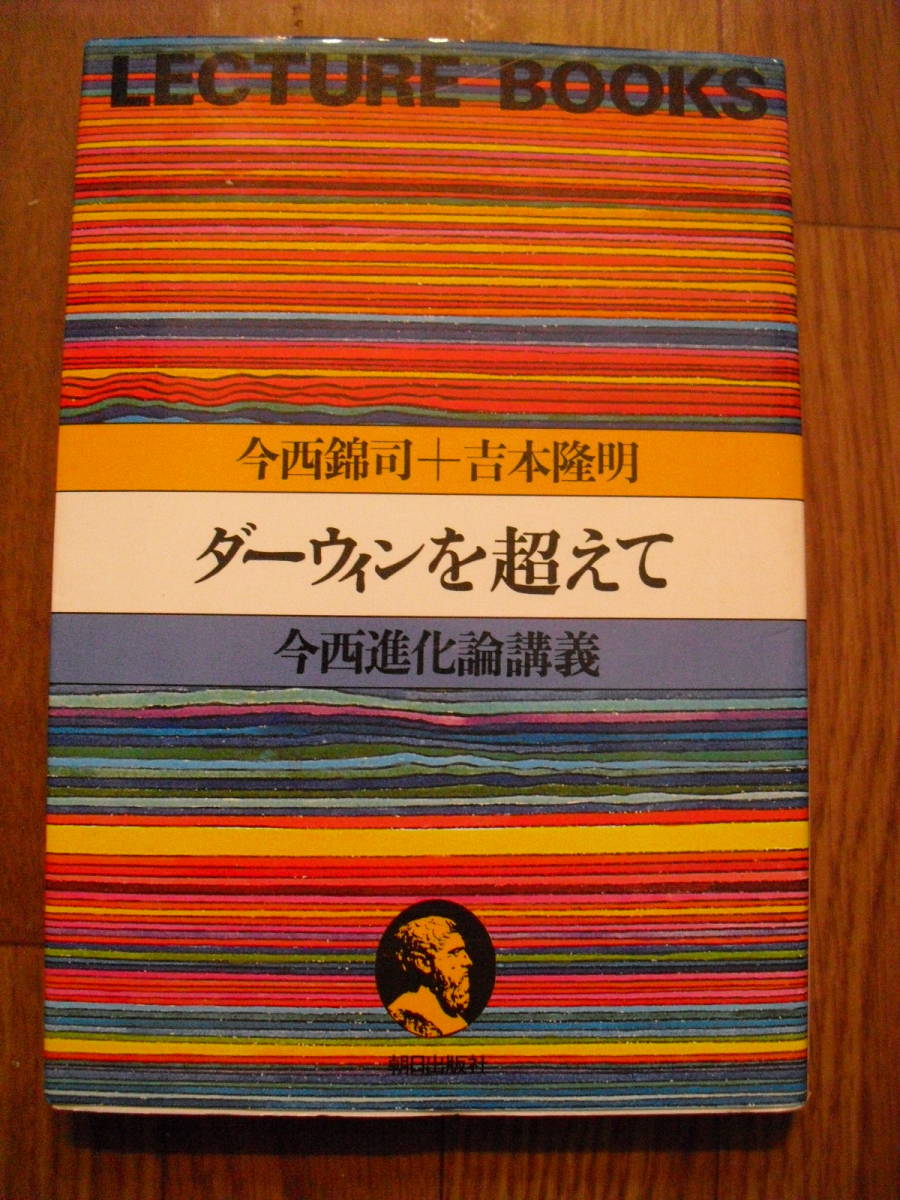 LECTURE BOOKS
今西錦司+吉本隆明
ダーウィンを超えて
今西進化論講義
朝日出版社